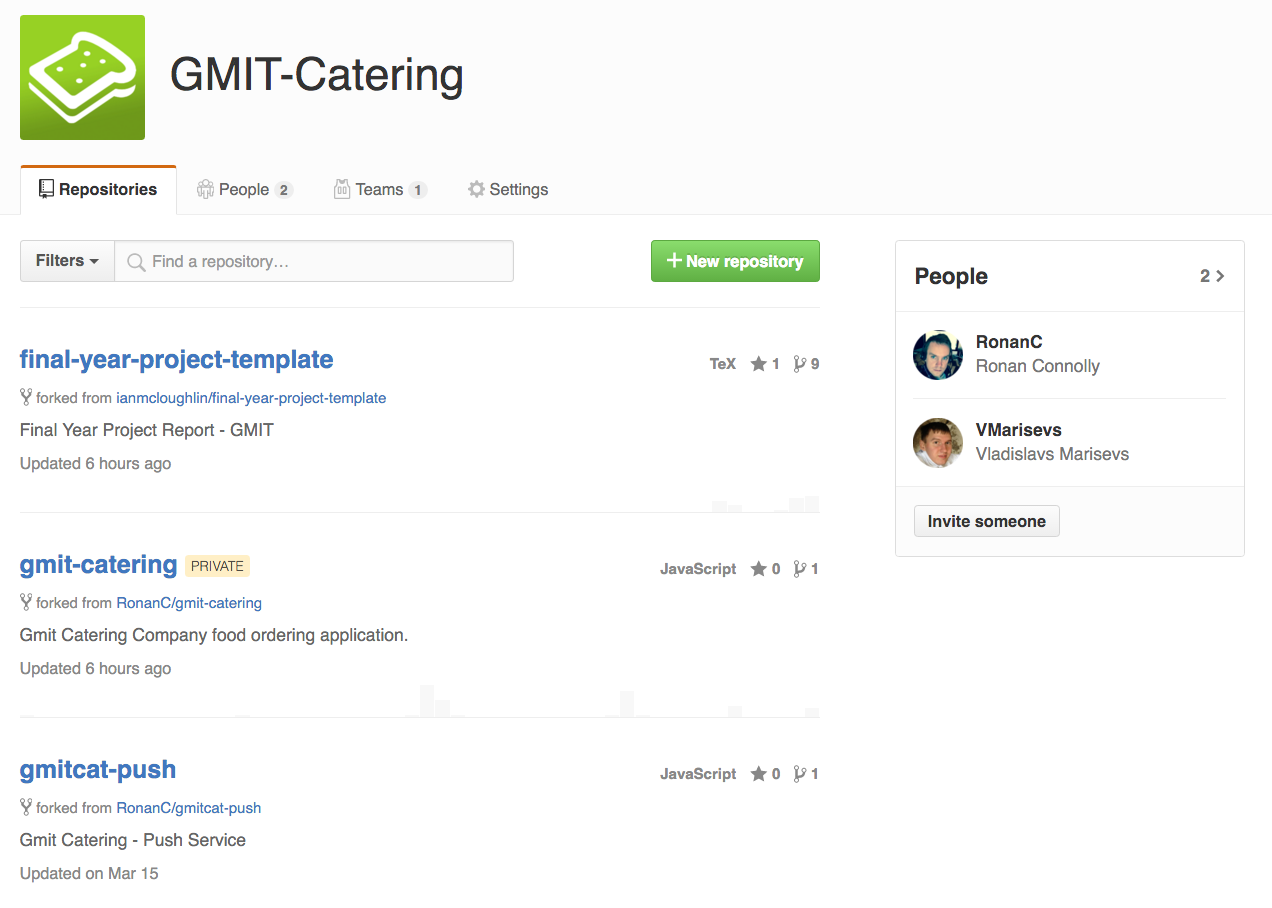 GMIT-Catering
Repositories People 2 Teams 1 Settings
Filters Find a repository… New repository
final-year-project-template TeX 1 9
forked from ianmcloughlin/final-year-project-template
Final Year Project Report - GMIT
Updated 6 hours ago
gmit-catering PRIVATE JavaScript 0 1
forked from RonanC/gmit-catering
Gmit Catering Company food ordering application.
Updated 6 hours ago
gmitcat-push JavaScript 0 1
forked from RonanC/gmitcat-push
Gmit Catering - Push Service
Updated on Mar 15
People 2
RonanC
Ronan Connolly
VMarisevs
Vladislavs Marisevs
Invite someone